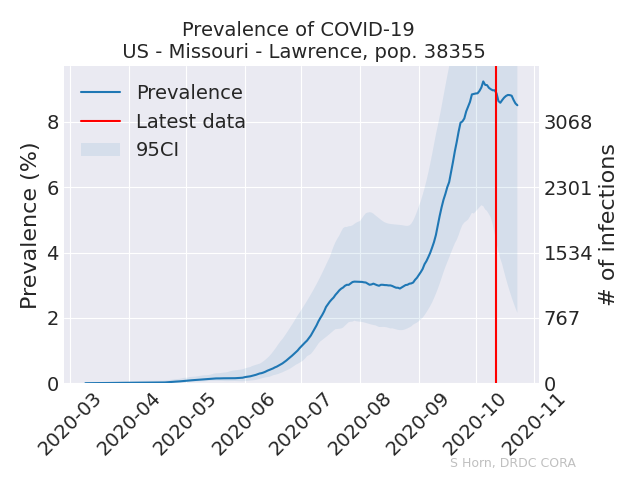 Prevalence of COVID-19
US - Missouri - Lawrence, pop. 38355
Prevalence
Latest data
95CI
Prevalence (%)
8
6
4
2
0
3068
2301
1534
767
0
# of infections
2020-03
2020-04
2020-05
2020-06
2020-07
2020-08
2020-09
2020-10
2020-11
S Horn, DRDC CORA